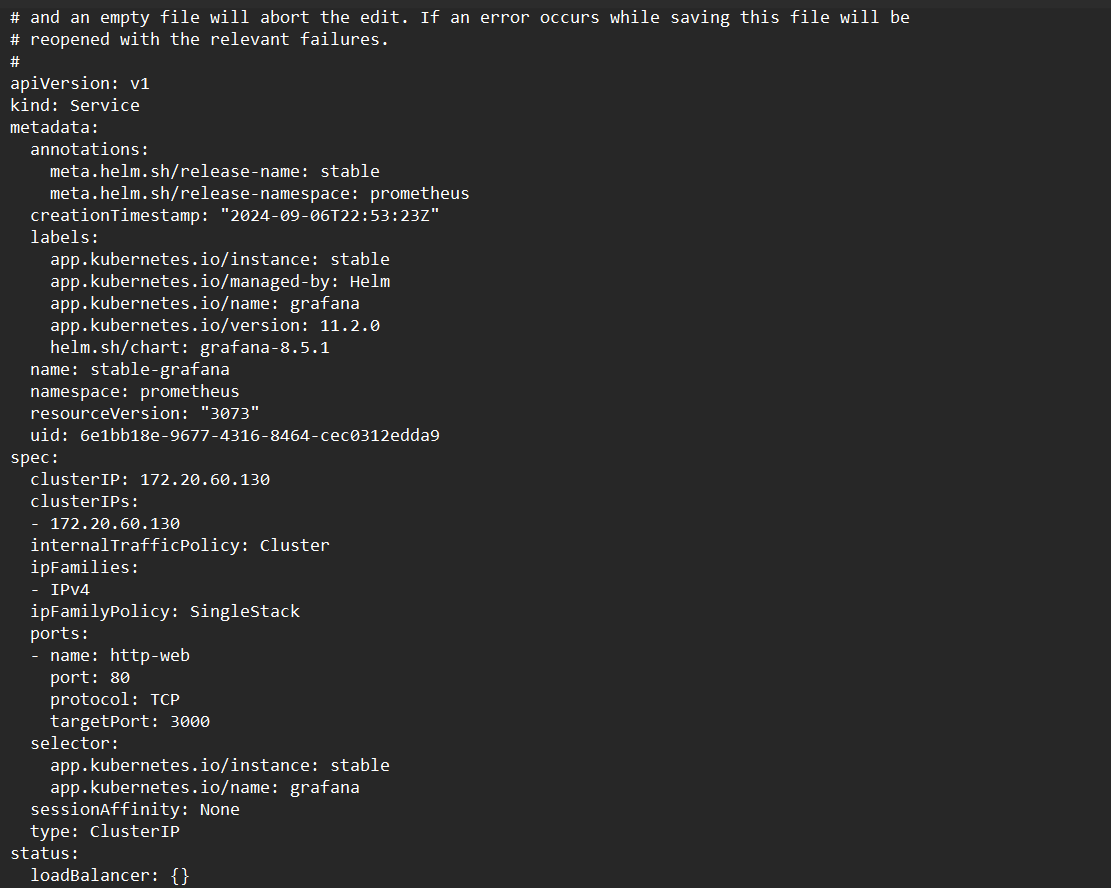 # and an empty file will abort the edit. If an error occurs while saving this file will be
# reopened with the relevant failures.
#
apiVersion: v1
kind: Service
metadata:
  annotations:
    meta.helm.sh/release-name: stable
    meta.helm.sh/release-namespace: prometheus
  creationTimestamp: "2024-09-06T22:53:23Z"
  labels:
    app.kubernetes.io/instance: stable
    app.kubernetes.io/managed-by: Helm
    app.kubernetes.io/name: grafana
    app.kubernetes.io/version: 11.2.0
    helm.sh/chart: grafana-8.5.1
  name: stable-grafana
  namespace: prometheus
  resourceVersion: "3073"
  uid: 6e1bb18e-9677-4316-8464-cec0312edda9
spec:
  clusterIP: 172.20.60.130
  clusterIPs:
  - 172.20.60.130
  internalTrafficPolicy: Cluster
  ipFamilies:
  - IPv4
  ipFamilyPolicy: SingleStack
  ports:
  - name: http-web
    port: 80
    protocol: TCP
    targetPort: 3000
  selector:
    app.kubernetes.io/instance: stable
    app.kubernetes.io/name: grafana
  sessionAffinity: None
  type: ClusterIP
status:
  loadBalancer: {}